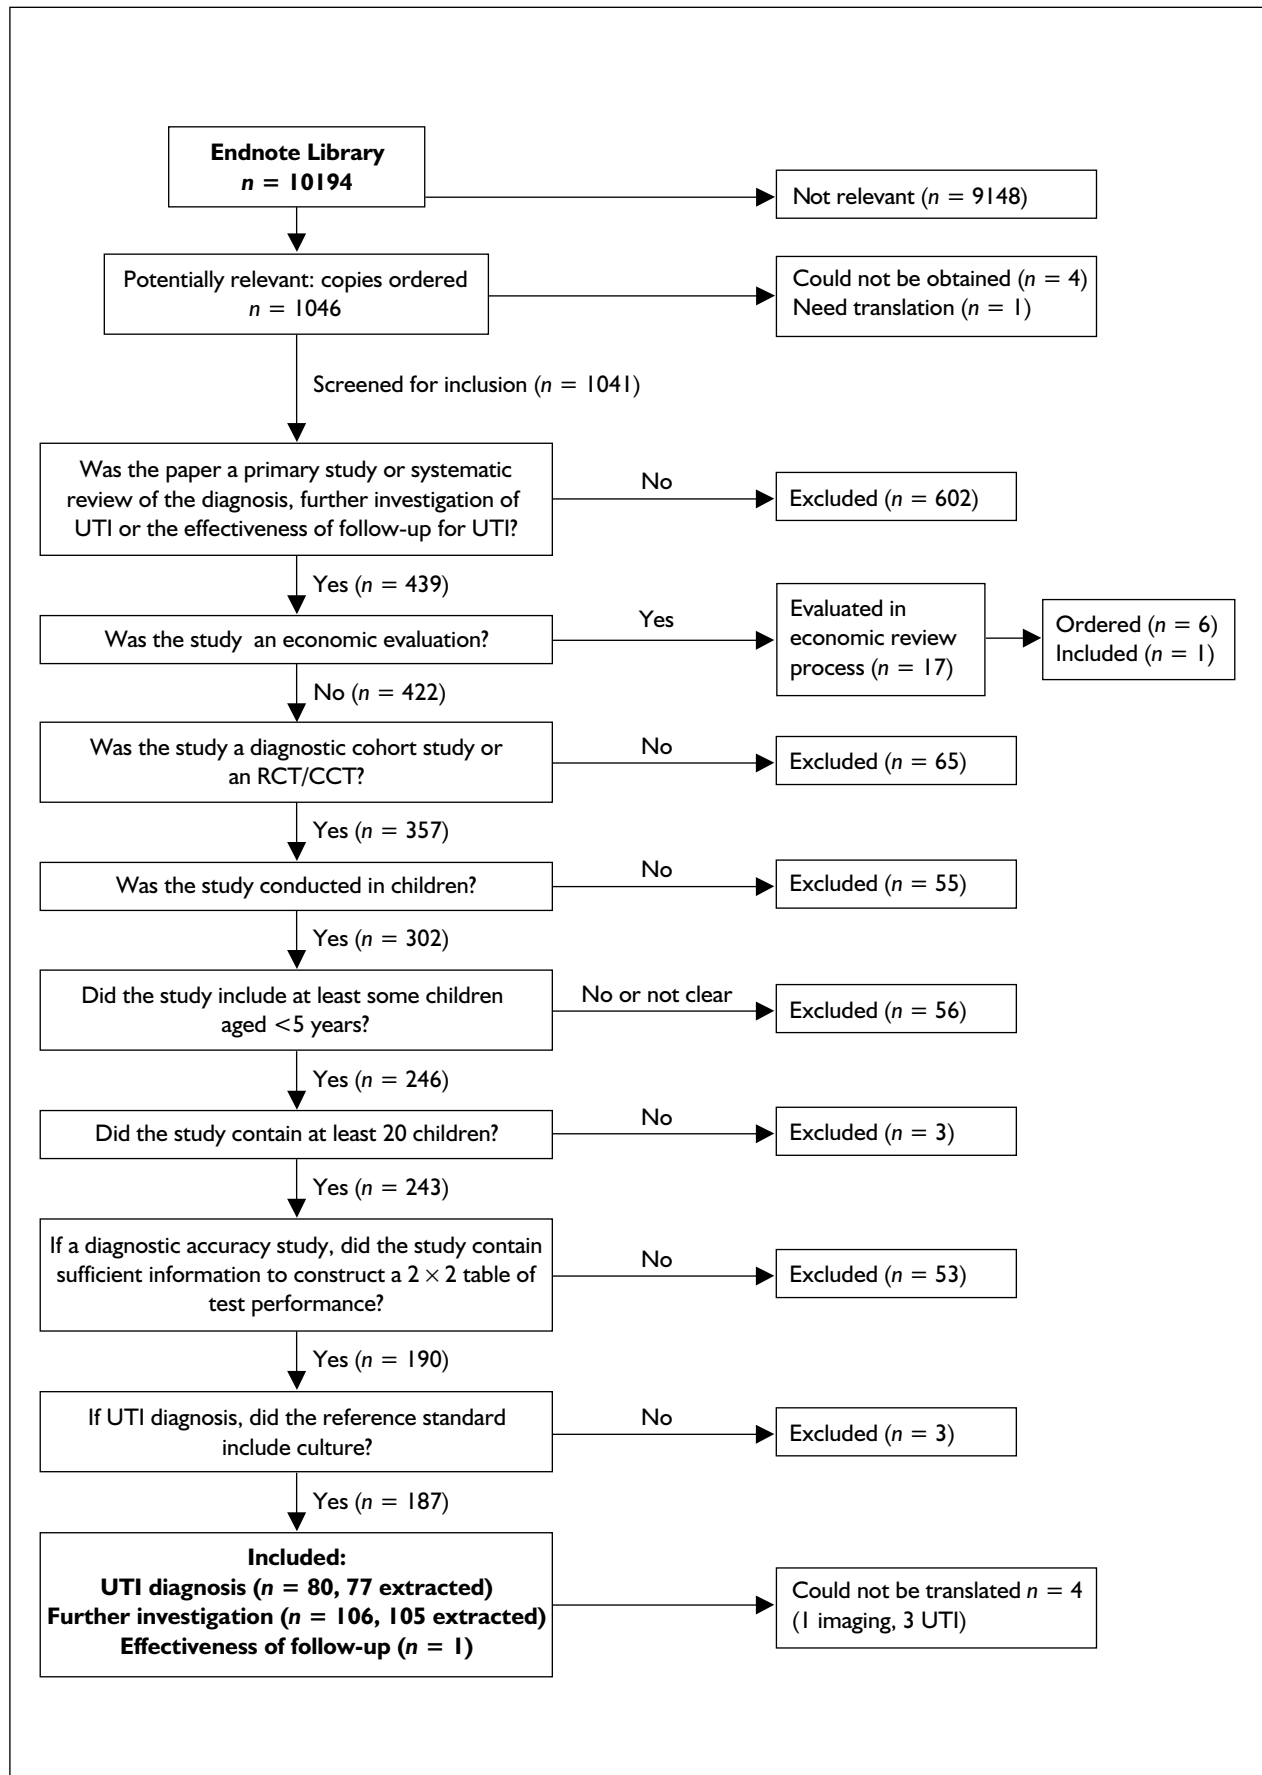 Endnote Library
n = 10194
Not relevant (n = 9148)
Potentially relevant: copies ordered
n = 1046
Could not be obtained (n = 4)
Need translation (n = 1)
Screened for inclusion (n = 1041)
Was the paper a primary study or systematic
review of the diagnosis, further investigation of
UTI or the effectiveness of follow-up for UTI?
No
Excluded (n = 602)
Yes (n = 439)
Was the study an economic evaluation?
Yes
Evaluated in
economic review
process (n = 17)
Ordered (n = 6)
Included (n = 1)
No (n = 422)
Was the study a diagnostic cohort study or
an RCT/CCT?
No
Excluded (n = 65)
Yes (n = 357)
Was the study conducted in children?
No
Excluded (n = 55)
Yes (n = 302)
Did the study include at least some children
aged <5 years?
No or not clear
Excluded (n = 56)
Yes (n = 246)
Did the study contain at least 20 children?
No
Excluded (n = 3)
Yes (n = 243)
If a diagnostic accuracy study, did the study contain
sufficient information to construct a 2 × 2 table of
test performance?
No
Excluded (n = 53)
Yes (n = 190)
If UTI diagnosis, did the reference standard
include culture?
No
Excluded (n = 3)
Yes (n = 187)
Included:
UTI diagnosis (n = 80, 77 extracted)
Further investigation (n = 106, 105 extracted)
Effectiveness of follow-up (n = 1)
Could not be translated n = 4
(1 imaging, 3 UTI)